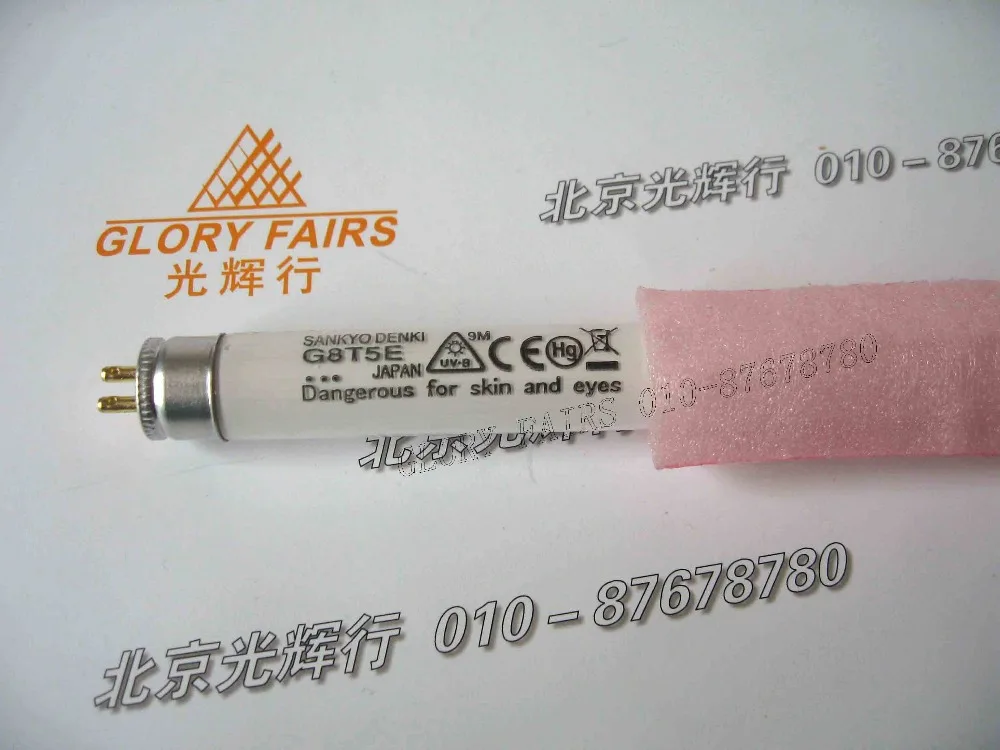 北京光辉行 010-876
GLORY FAIRS
光辉行
SANKYO DENKI
G8T5E
JAPAN
9M
UV-B
CE
Hg
Dangerous for skin and eyes
GLORY FAIRS 010-87678780
北京光辉行
北京光辉行 010-87678780